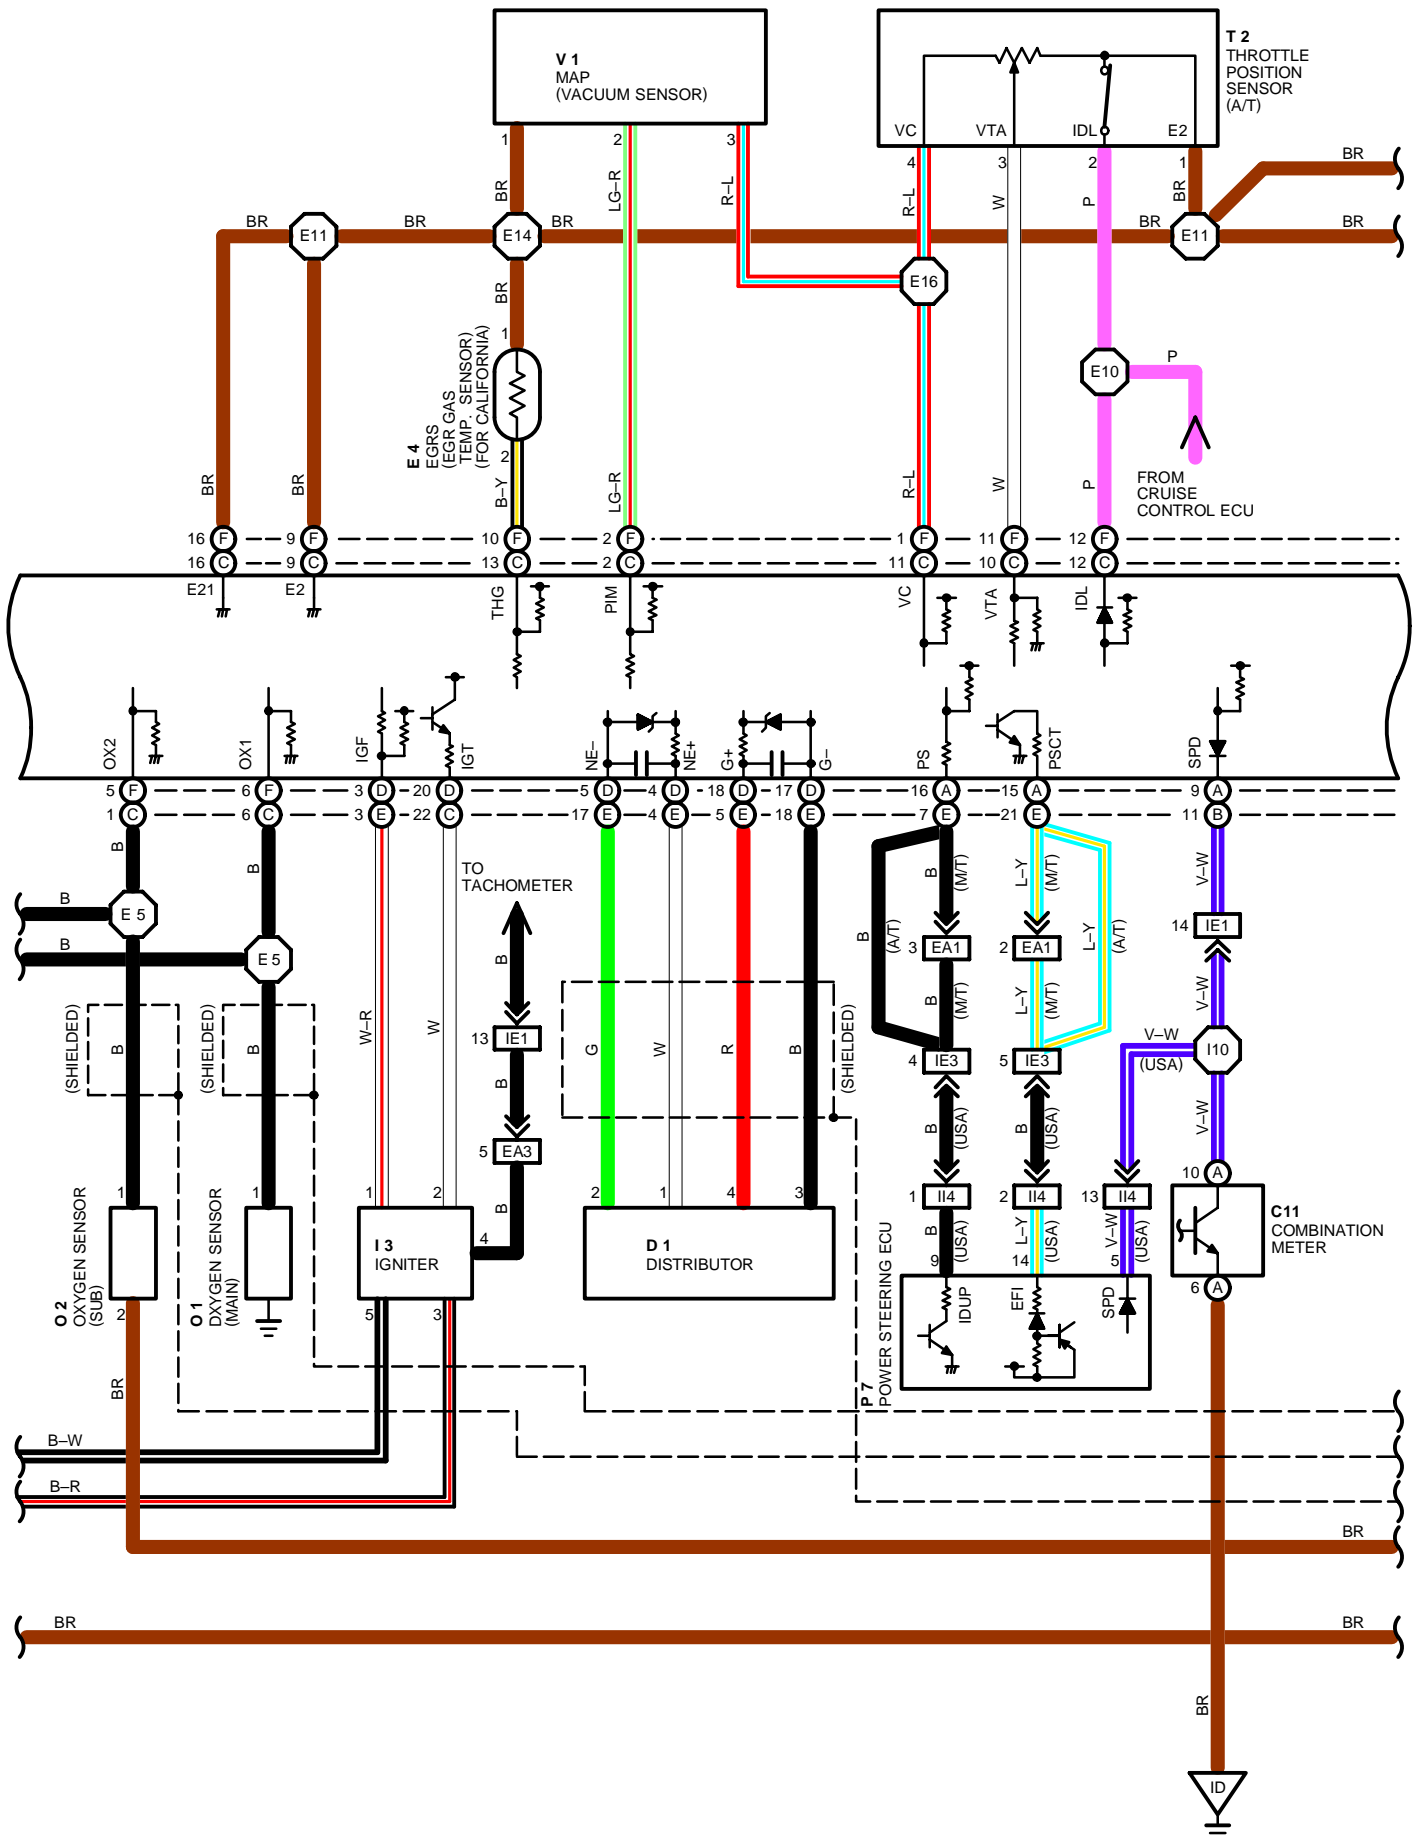 V 1
MAP
(VACUUM SENSOR)
T 2
THROTTLE
POSITION
SENSOR
(A/T)
VC
VTA
IDL
E2
1
2
3
4
3
2
1
BR
LG–R
R–L
R–L
W
P
BR
BR
BR
BR
BR
BR
BR
E11
E14
E11
E16
BR
1
E 4
EGRS
(EGR GAS
TEMP. SENSOR)
(FOR CALIFORNIA)
2
E10
P
FROM
CRUISE
CONTROL ECU
BR
BR
B–Y
LG–R
R–L
W
P
16 F
9 F
10 F
2 F
1 F
11 F
12 F
16 C
9 C
13 C
2 C
11 C
10 C
12 C
E21
E2
THG
PIM
VC
VTA
IDL
OX2
OX1
IGF
IGT
NE–
NE+
G+
G–
PS
PSCT
SPD
5 F
6 F
3 D
20 D
5 D
4 D
18 D
17 D
16 A
15 A
9 A
1 C
6 C
3 E
22 C
17 E
4 E
5 E
18 E
7 E
21 E
11 B
B
B
TO
TACHOMETER
B
(M/T)
L–Y
(M/T)
V–W
B
E 5
B
E 5
B
B
(A/T)
3 EA1
2 EA1
L–Y
(A/T)
14 IE1
(SHIELDED)
B
(SHIELDED)
B
W–R
W
13 IE1
B
G
W
R
B
(SHIELDED)
B
(M/T)
L–Y
(M/T)
V–W
4 IE3
5 IE3
V–W
(USA)
I10
5 EA3
B
(USA)
B
(USA)
V–W
10 A
1
1
1
2
B
4
2
1
4
3
1 II4
2 II4
13 II4
B
(USA)
L–Y
(USA)
V–W
(USA)
9
14
5
C11
COMBINATION
METER
6 A
O 2
OXYGEN SENSOR
(SUB)
2
O 1
DXYGEN SENSOR
(MAIN)
I 3
IGNITER
5
3
D 1
DISTRIBUTOR
P 7
POWER STEERING ECU
IDUP
EFI
SPD
BR
B–W
B–R
BR
BR
BR
BR
ID